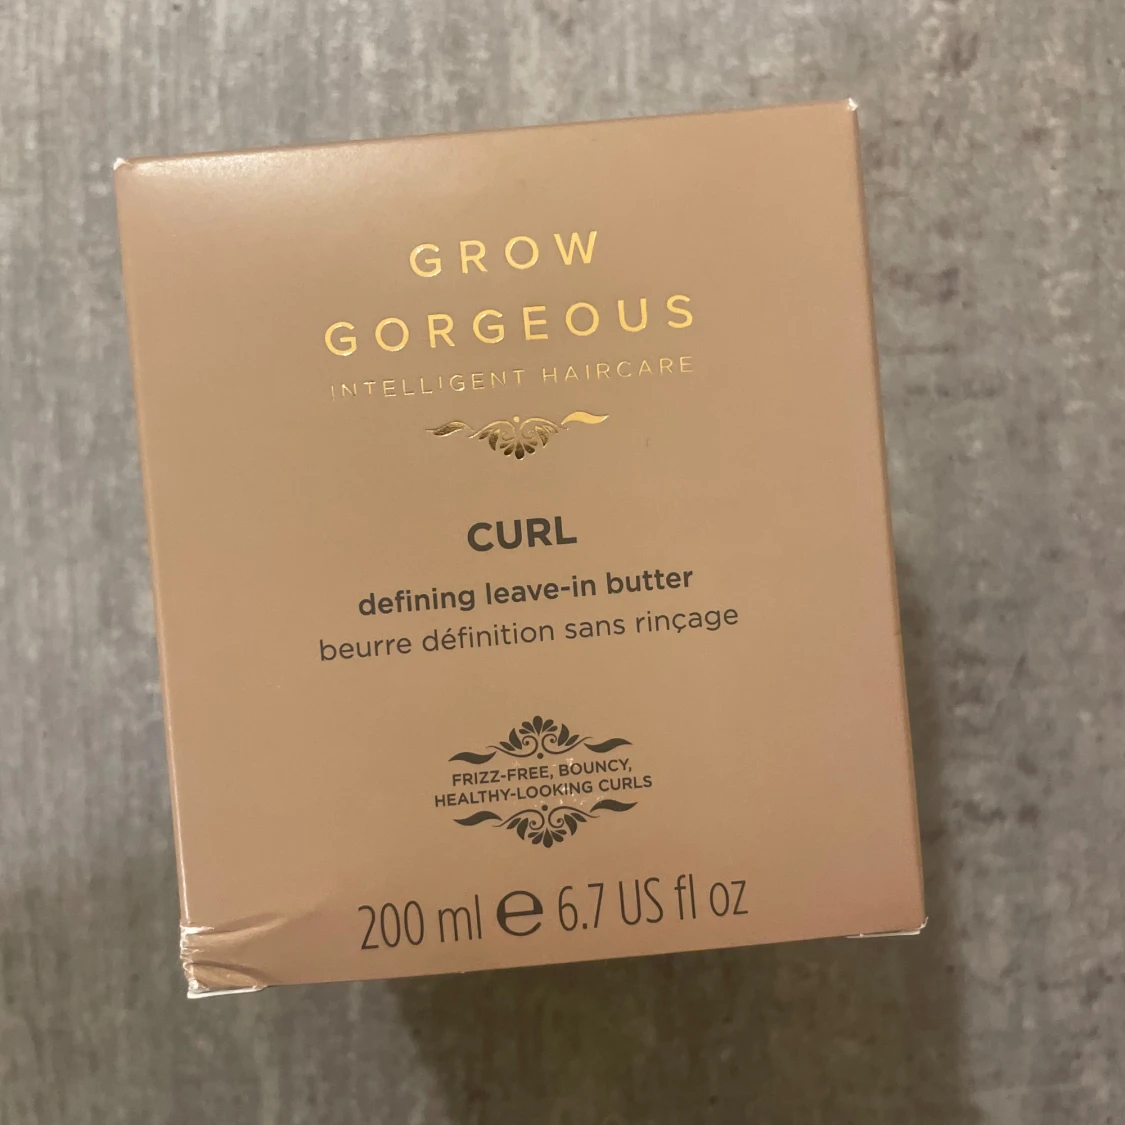 GROW
GORGEOUS
INTELLIGENT HAIRCARE
CURL
defining leave-in butter
beurre définition sans rinçage
FRIZZ-FREE, BOUNCY,
HEALTHY-LOOKING CURLS
200 ml e 6.7 US fl oz